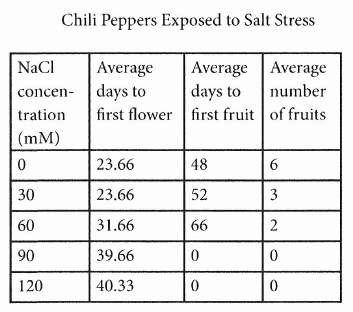 Chili Peppers Exposed to Salt Stress
NaCl Average Average Average
concen- days to days to number
tration first flower first fruit of fruits
(mM)
0 23.66 48 6
30 23.66 52 3
60 31.66 66 2
90 39.66 0 0
120 40.33 0 0